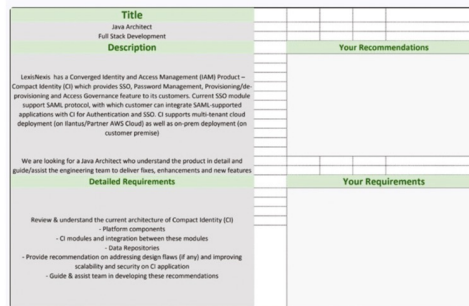 Title
Java Architect
Full Stack Development
Description
Your Recommendations
LexisNexis has a Converged Identity and Access Management (IAM) Product –
Compact Identity (CI) which provides SSO, Password Management, Provisioning/de-
provisioning and Access Governance feature to its customers. Current SSO module
support SAML protocol, with which customer can integrate SAML-supported
applications with CI for Authentication and SSO. CI supports multi-tenant cloud
deployment (on Ilantus/Partner AWS Cloud) as well as on-prem deployment (on
customer premise)
We are looking for a Java Architect who understand the product in detail and
guide/assist the engineering team to deliver fixes, enhancements and new features
Detailed Requirements
Your Requirements
Review & understand the current architecture of Compact Identity (CI)
- Platform components
- CI modules and integration between these modules
- Data Repositories
- Provide recommendation on addressing design flaws (if any) and improving
scalability and security on CI application
- Guide & assist team in developing these recommendations